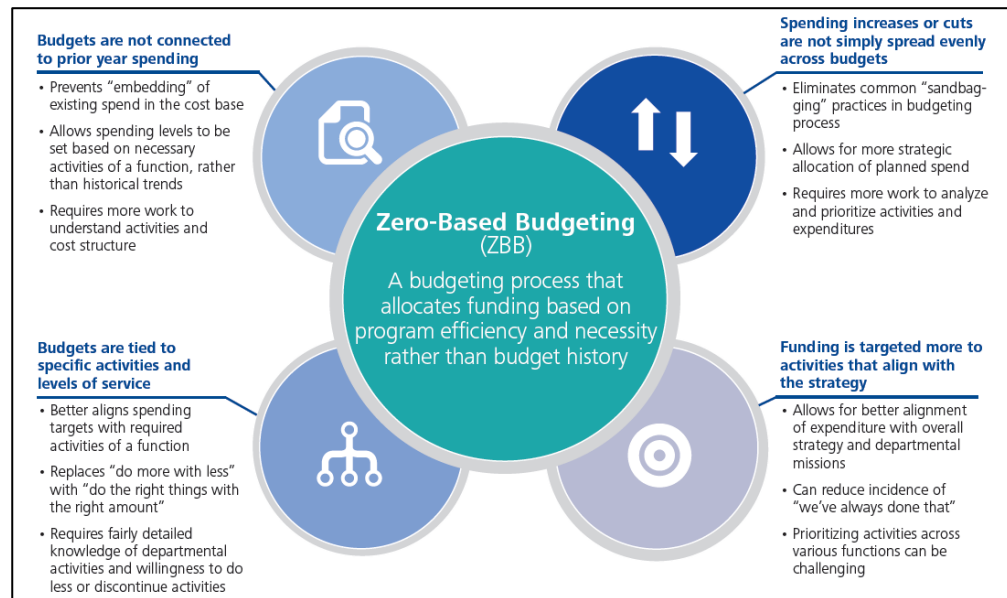 Budgets are not connected
to prior year spending
• Prevents “embedding” of
existing spend in the cost base
• Allows spending levels to be
set based on necessary
activities of a function, rather
than historical trends
• Requires more work to
understand activities and
cost structure
Spending increases or cuts
are not simply spread evenly
across budgets
• Eliminates common “sandbag-
ging” practices in budgeting
process
• Allows for more strategic
allocation of planned spend
• Requires more work to analyze
and prioritize activities and
expenditures
Zero-Based Budgeting
(ZBB)
A budgeting process that
allocates funding based on
program efficiency and necessity
rather than budget history
Budgets are tied to
specific activities and
levels of service
• Better aligns spending
targets with required
activities of a function
• Replaces “do more with less”
with “do the right things with
the right amount”
• Requires fairly detailed
knowledge of departmental
activities and willingness to do
less or discontinue activities
Funding is targeted more to
activities that align with
the strategy
• Allows for better alignment
of expenditure with overall
strategy and departmental
missions
• Can reduce incidence of
“we’ve always done that”
• Prioritizing activities across
various functions can be
challenging